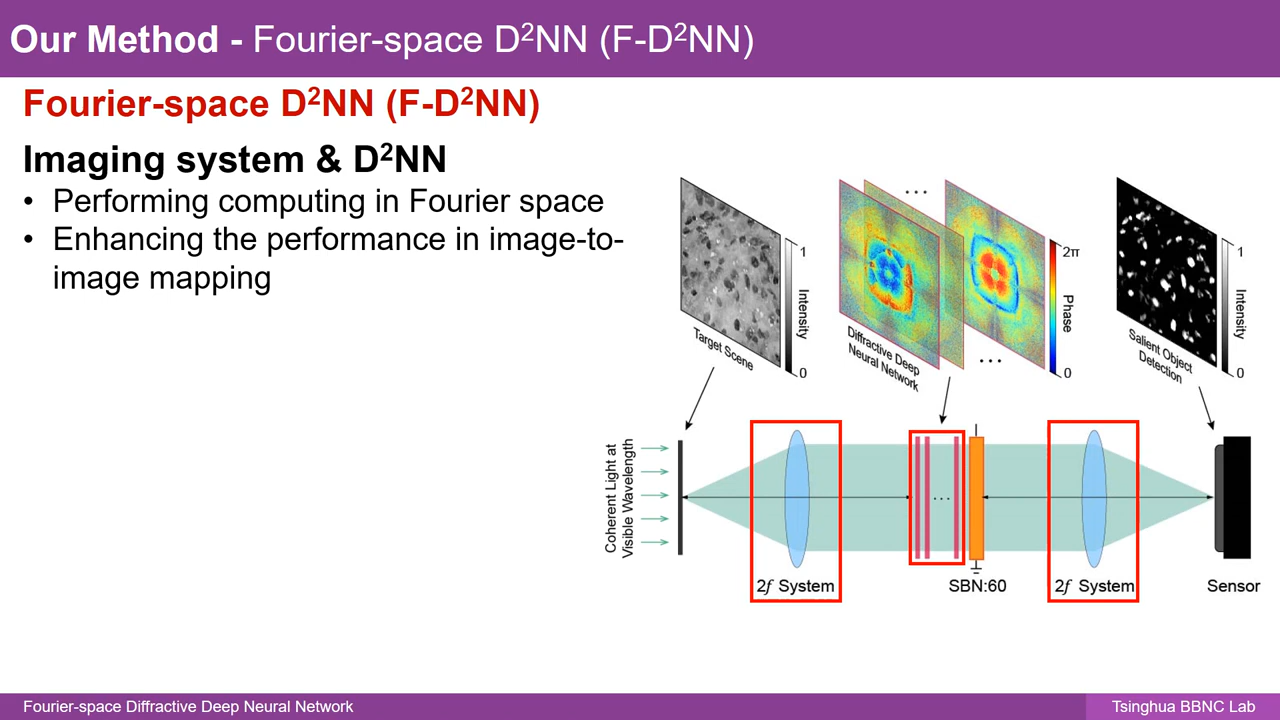 Our Method - Fourier-space D²NN (F-D²NN)
Fourier-space D²NN (F-D²NN)
Imaging system & D²NN
• Performing computing in Fourier space
• Enhancing the performance in image-to-
image mapping
Target Scene
1
Intensity
0
...
Diffractive Deep
Neural Network
...
2π
Phase
0
Salient Object
Detection
1
Intensity
0
Coherent Light at
Visible Wavelength
...
2f System
SBN:60
2f System
Sensor
Fourier-space Diffractive Deep Neural Network
Tsinghua BBNC Lab